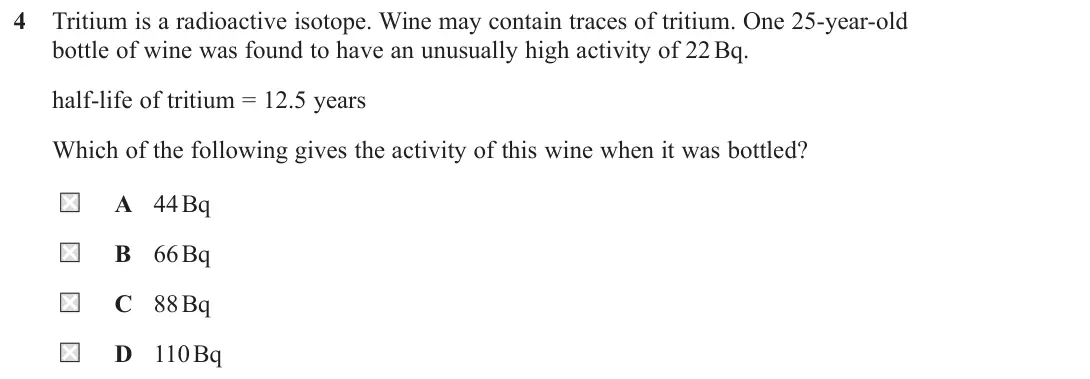 4 Tritium is a radioactive isotope. Wine may contain traces of tritium. One 25-year-old
bottle of wine was found to have an unusually high activity of 22 Bq.
half-life of tritium = 12.5 years
Which of the following gives the activity of this wine when it was bottled?
A 44 Bq
B 66 Bq
C 88 Bq
D 110 Bq